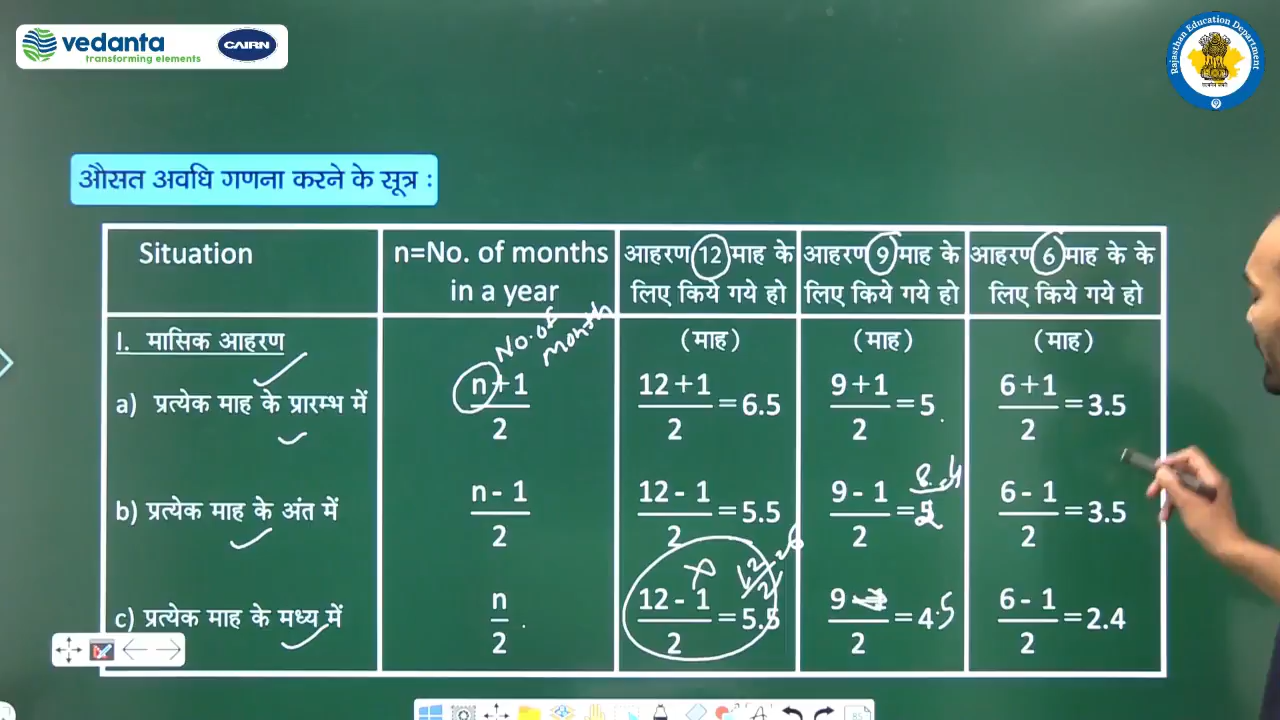 vedanta
transforming elements
CAIRN
Rajasthan Education Department
औसत अवधि गणना करने के सूत्र :
Situation
n=No. of months in a year
आहरण 12 माह के लिए किये गये हो
आहरण 9 माह के लिए किये गये हो
आहरण 6 माह के के लिए किये गये हो
I. मासिक आहरण
No. of month
(माह) (माह) (माह)
a) प्रत्येक माह के प्रारम्भ में
n+1 / 2
12+1 / 2 = 6.5
9+1 / 2 = 5
6+1 / 2 = 3.5
b) प्रत्येक माह के अंत में
n - 1 / 2
12 - 1 / 2 = 5.5
9 - 1 / 2 =
6 - 1 / 2 = 3.5
c) प्रत्येक माह के मध्य में
n / 2
12 - 1 / 2 = 5.5
9 / 2 = 4.5
6 - 1 / 2 = 2.4